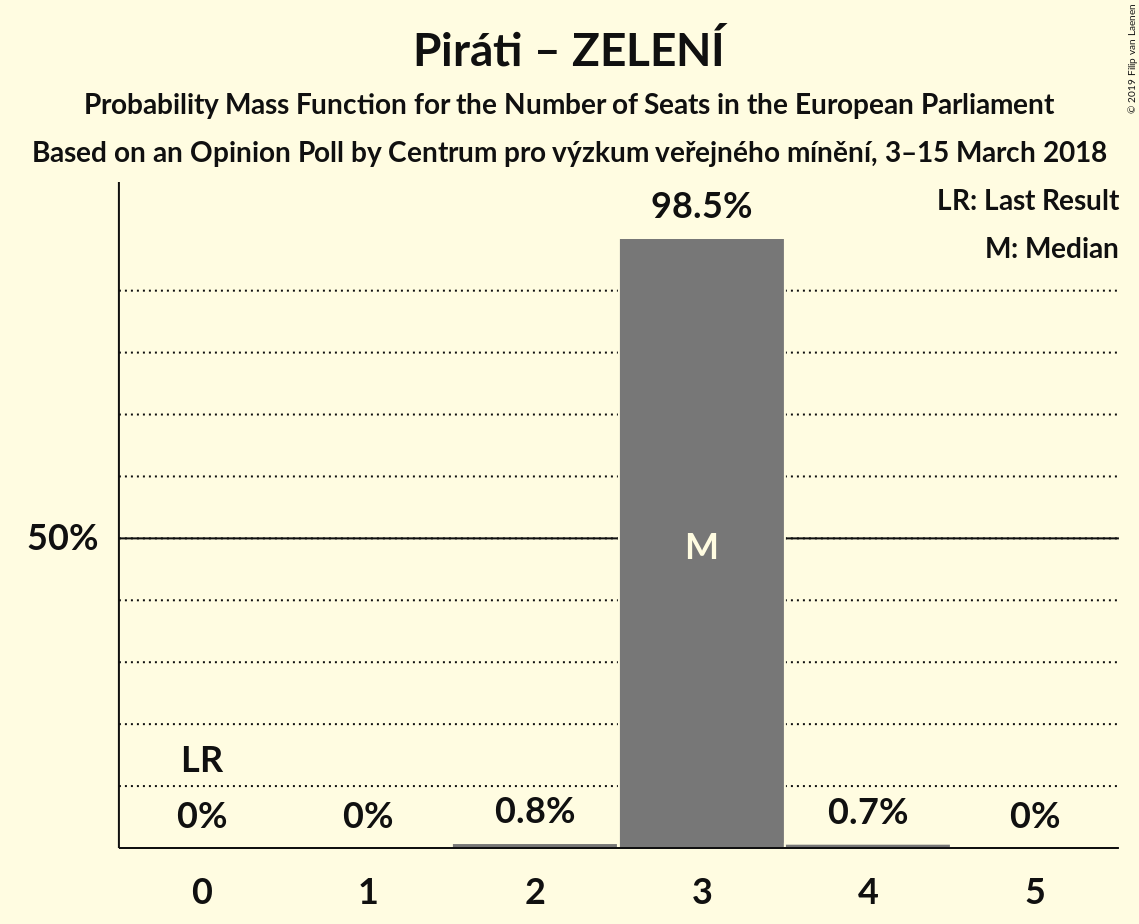 Piráti – ZELENÍ
Probability Mass Function for the Number of Seats in the European Parliament
Based on an Opinion Poll by Centrum pro výzkum veřejného mínění, 3–15 March 2018
© 2019 Filip van Laenen
LR: Last Result
M: Median
98.5%
50%
M
LR
0%
0%
0.8%
0.7%
0%
0
1
2
3
4
5